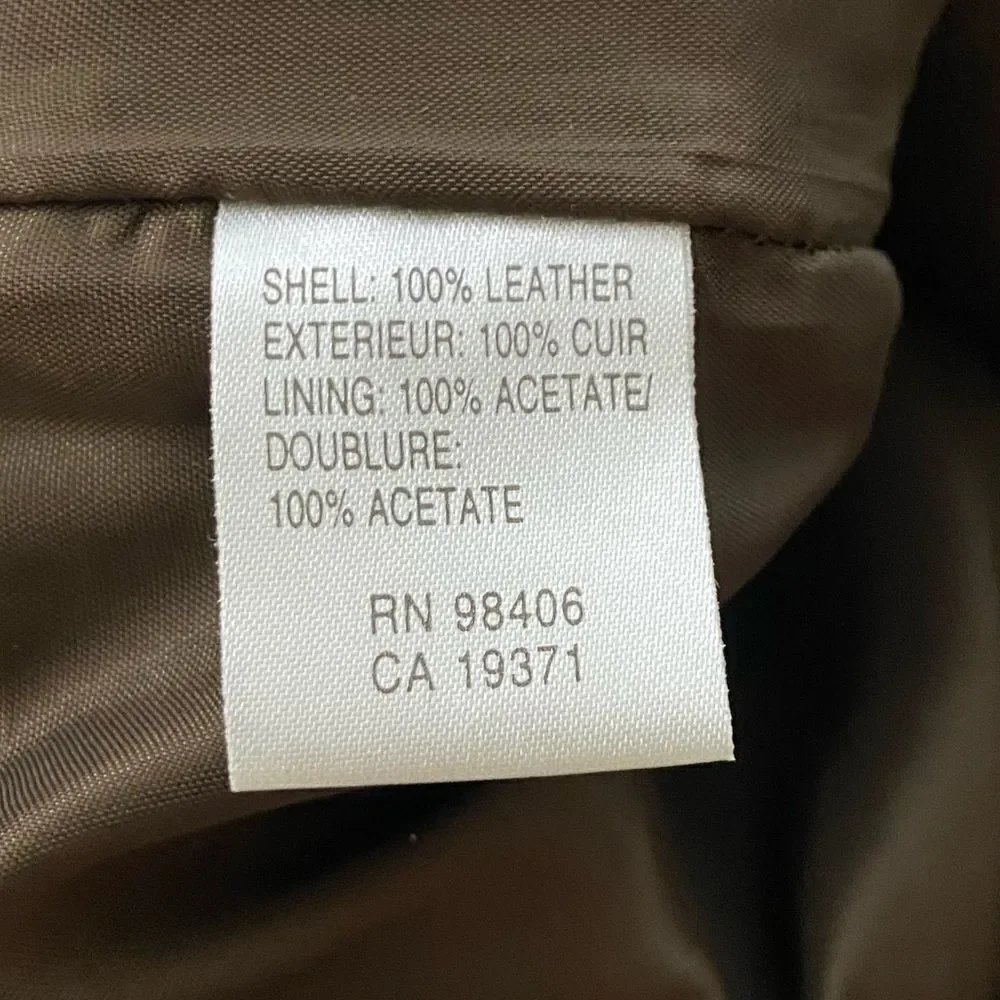 SHELL: 100% LEATHER
EXTERIEUR: 100% CUIR
LINING: 100% ACETATE/
DOUBLURE:
100% ACETATE
RN 98406
CA 19371